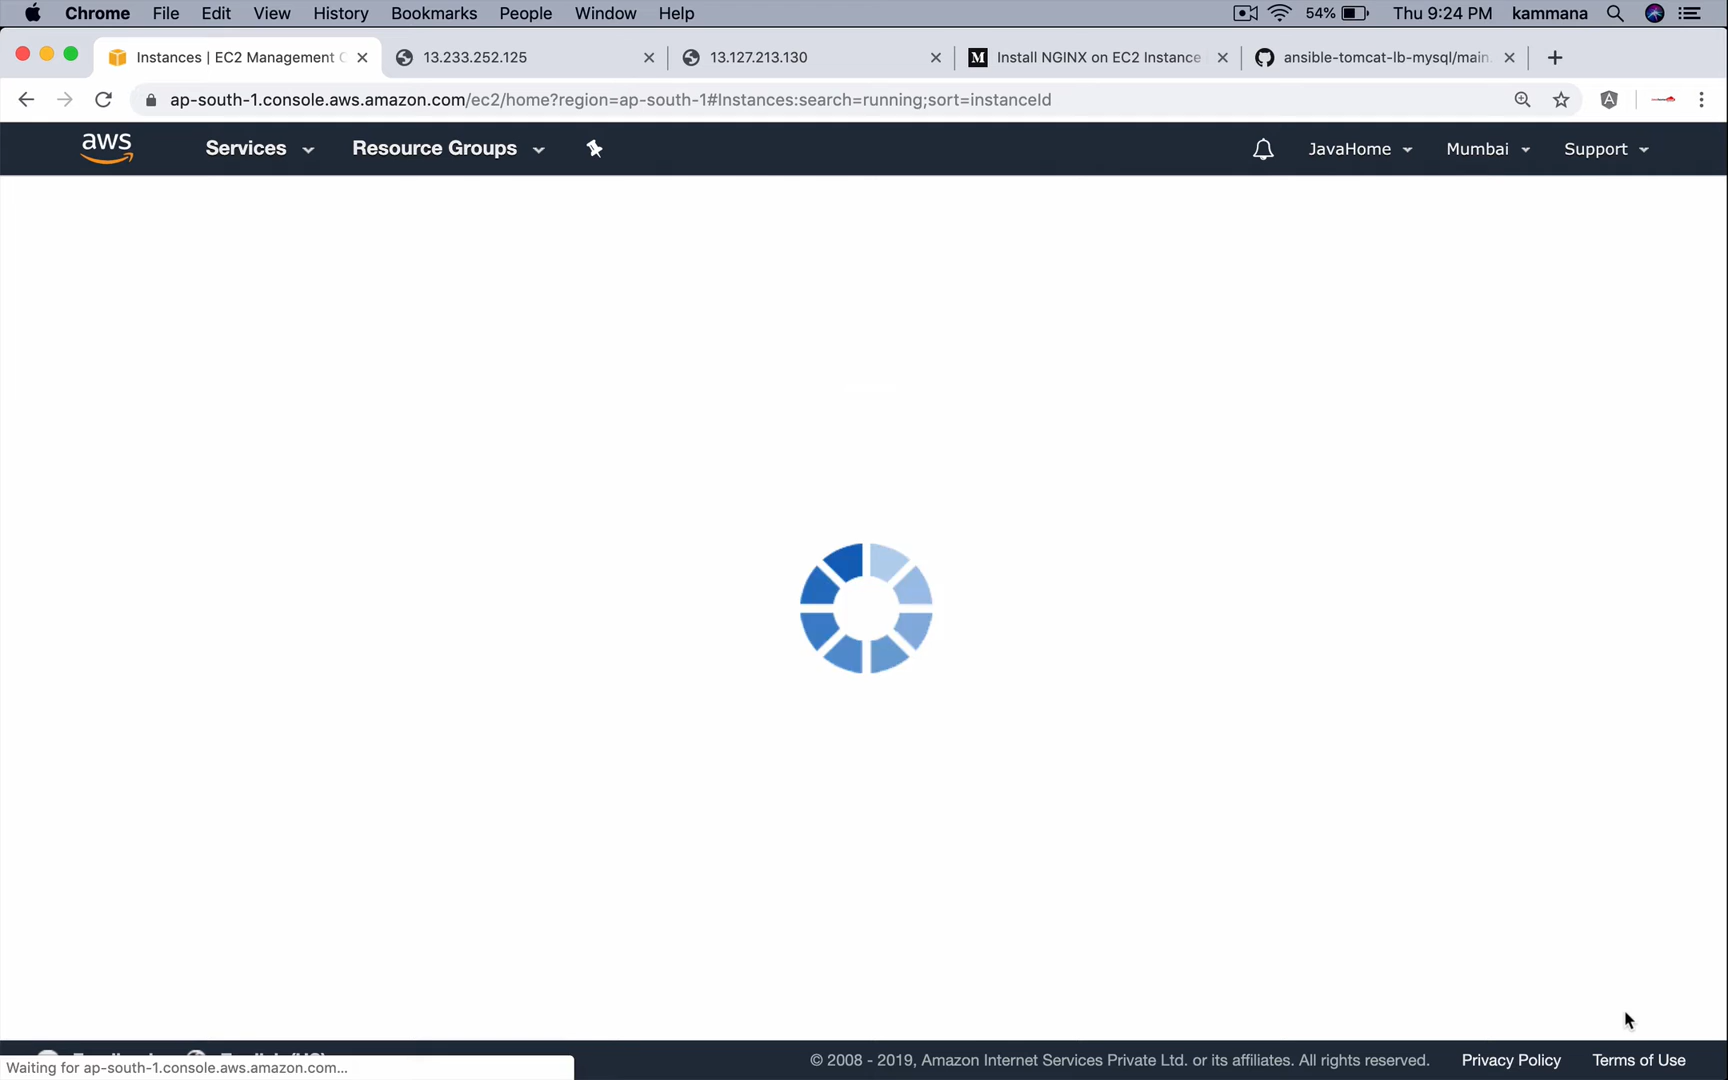 Chrome File Edit View History Bookmarks People Window Help 54% Thu 9:24 PM kammana
Instances | EC2 Management C 13.233.252.125 13.127.213.130 M Install NGINX on EC2 Instance ansible-tomcat-lb-mysql/main.
ap-south-1.console.aws.amazon.com/ec2/home?region=ap-south-1#Instances:search=running;sort=instanceId
aws Services Resource Groups JavaHome Mumbai Support
© 2008 - 2019, Amazon Internet Services Private Ltd. or its affiliates. All rights reserved. Privacy Policy Terms of Use
Waiting for ap-south-1.console.aws.amazon.com...